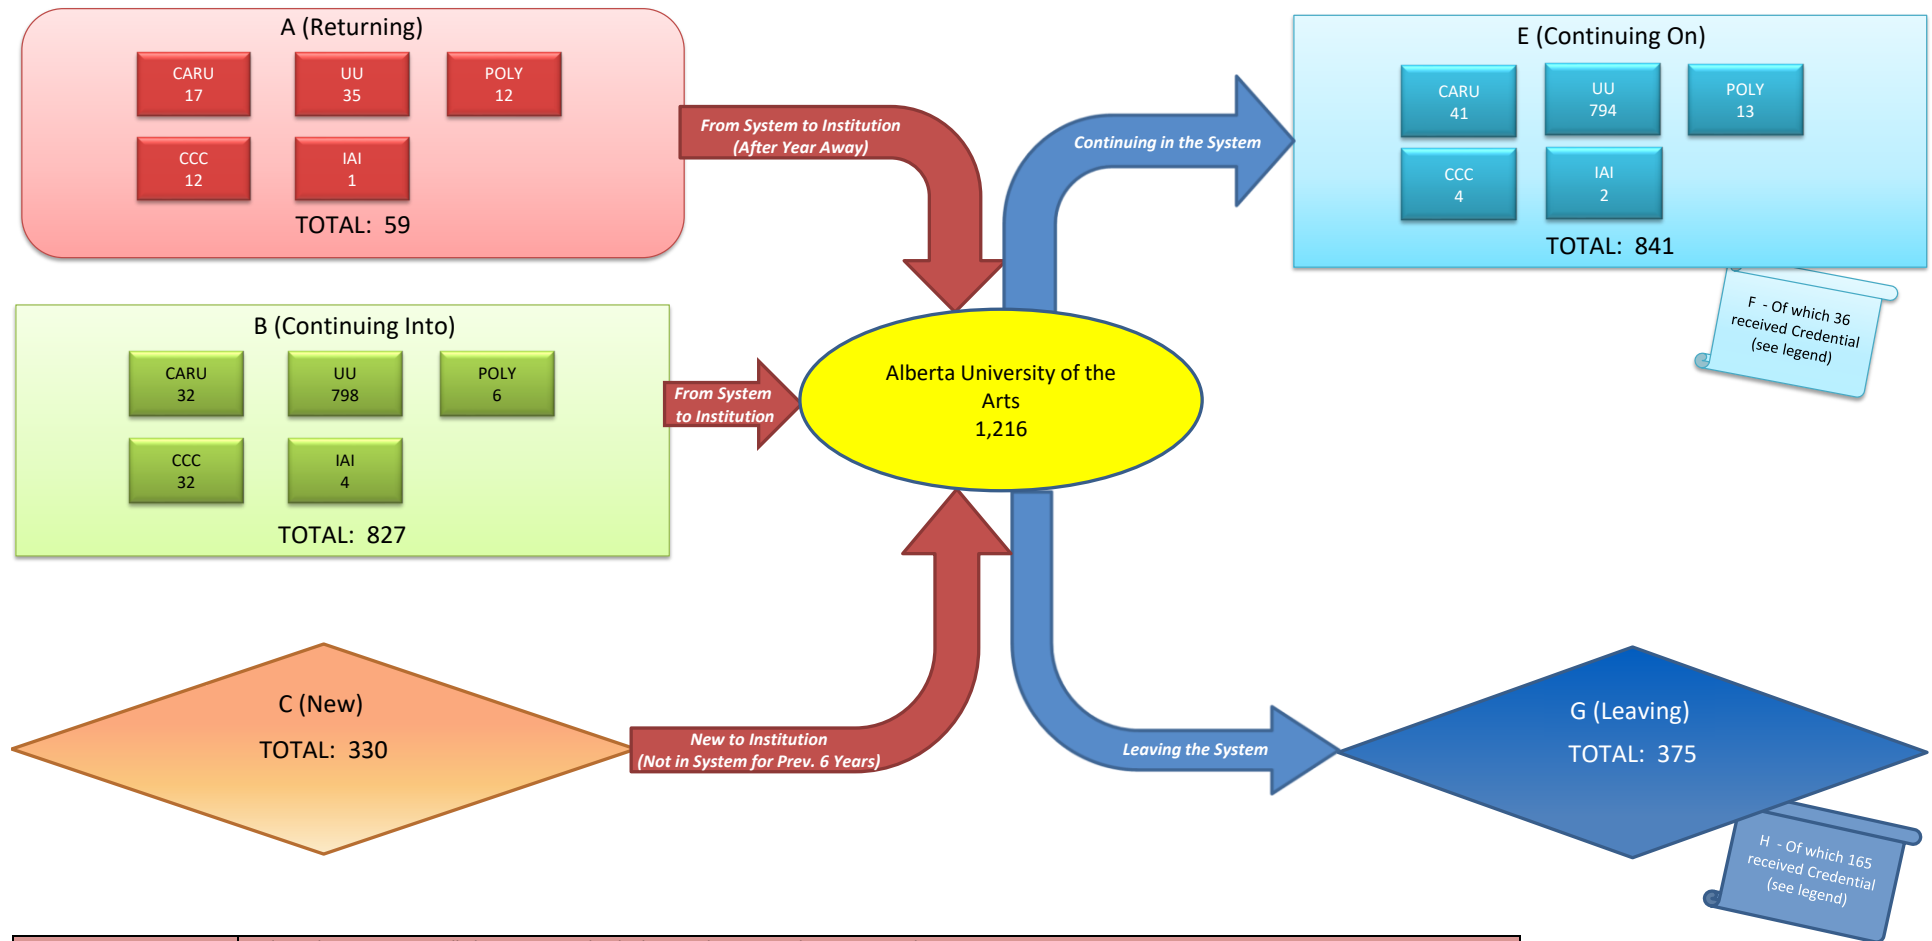 A (Returning)
CARU
17
UU
35
POLY
12
CCC
12
IAI
1
TOTAL: 59
From System to Institution
(After Year Away)
Continuing in the System
E (Continuing On)
CARU
41
UU
794
POLY
13
CCC
4
IAI
2
TOTAL: 841
F - Of which 36
received Credential
(see legend)
B (Continuing Into)
CARU
32
UU
798
POLY
6
CCC
32
IAI
4
TOTAL: 827
From System
to Institution
Alberta University of the
Arts
1,216
C (New)
TOTAL: 330
New to Institution
(Not in System for Prev. 6 Years)
Leaving the System
G (Leaving)
TOTAL: 375
H - Of which 165
received Credential
(see legend)